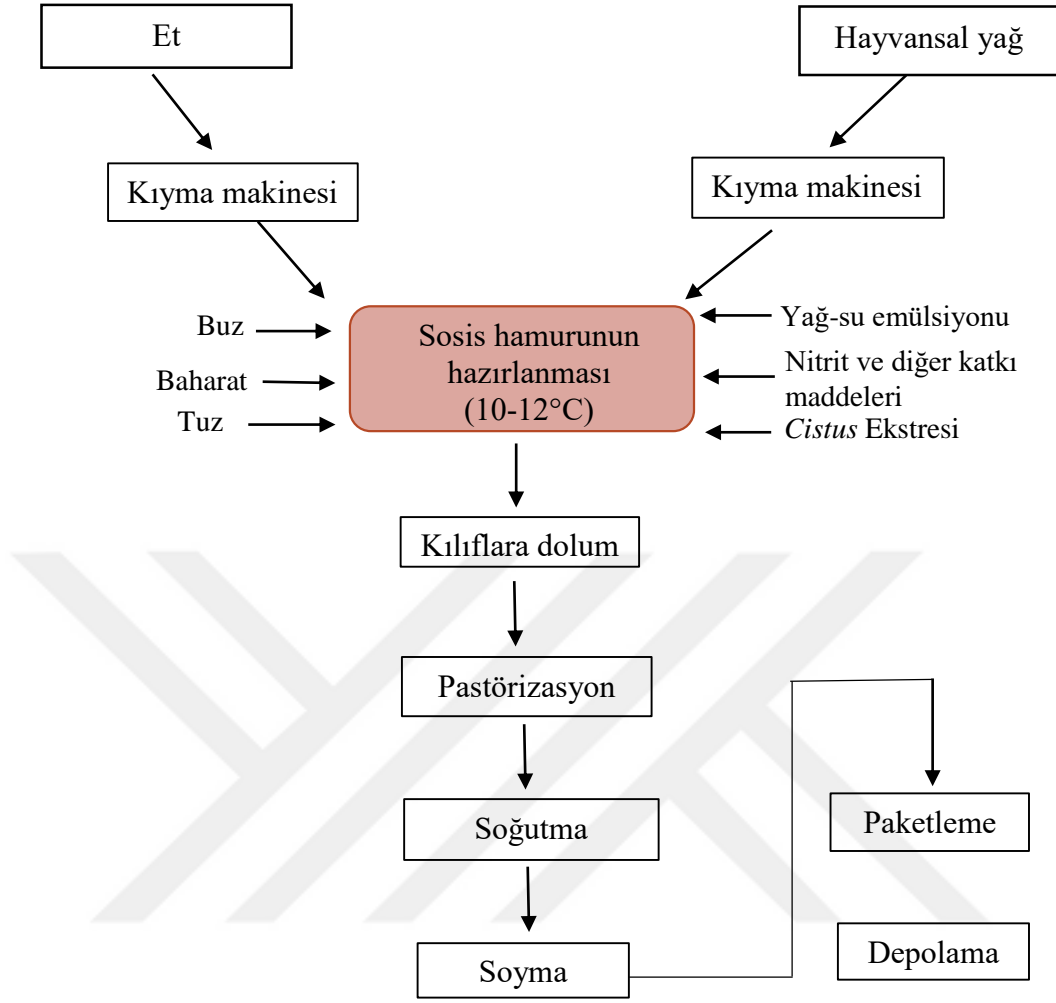 Et
Hayvansal yağ
Kıyma makinesi
Kıyma makinesi
Buz
Baharat
Tuz
Sosis hamurunun
hazırlanması
(10-12°C)
Yağ-su emülsiyonu
Nitrit ve diğer katkı
maddeleri
Cistus Ekstresi
Kılıflara dolum
Pastörizasyon
Soğutma
Soyma
Paketleme
Depolama